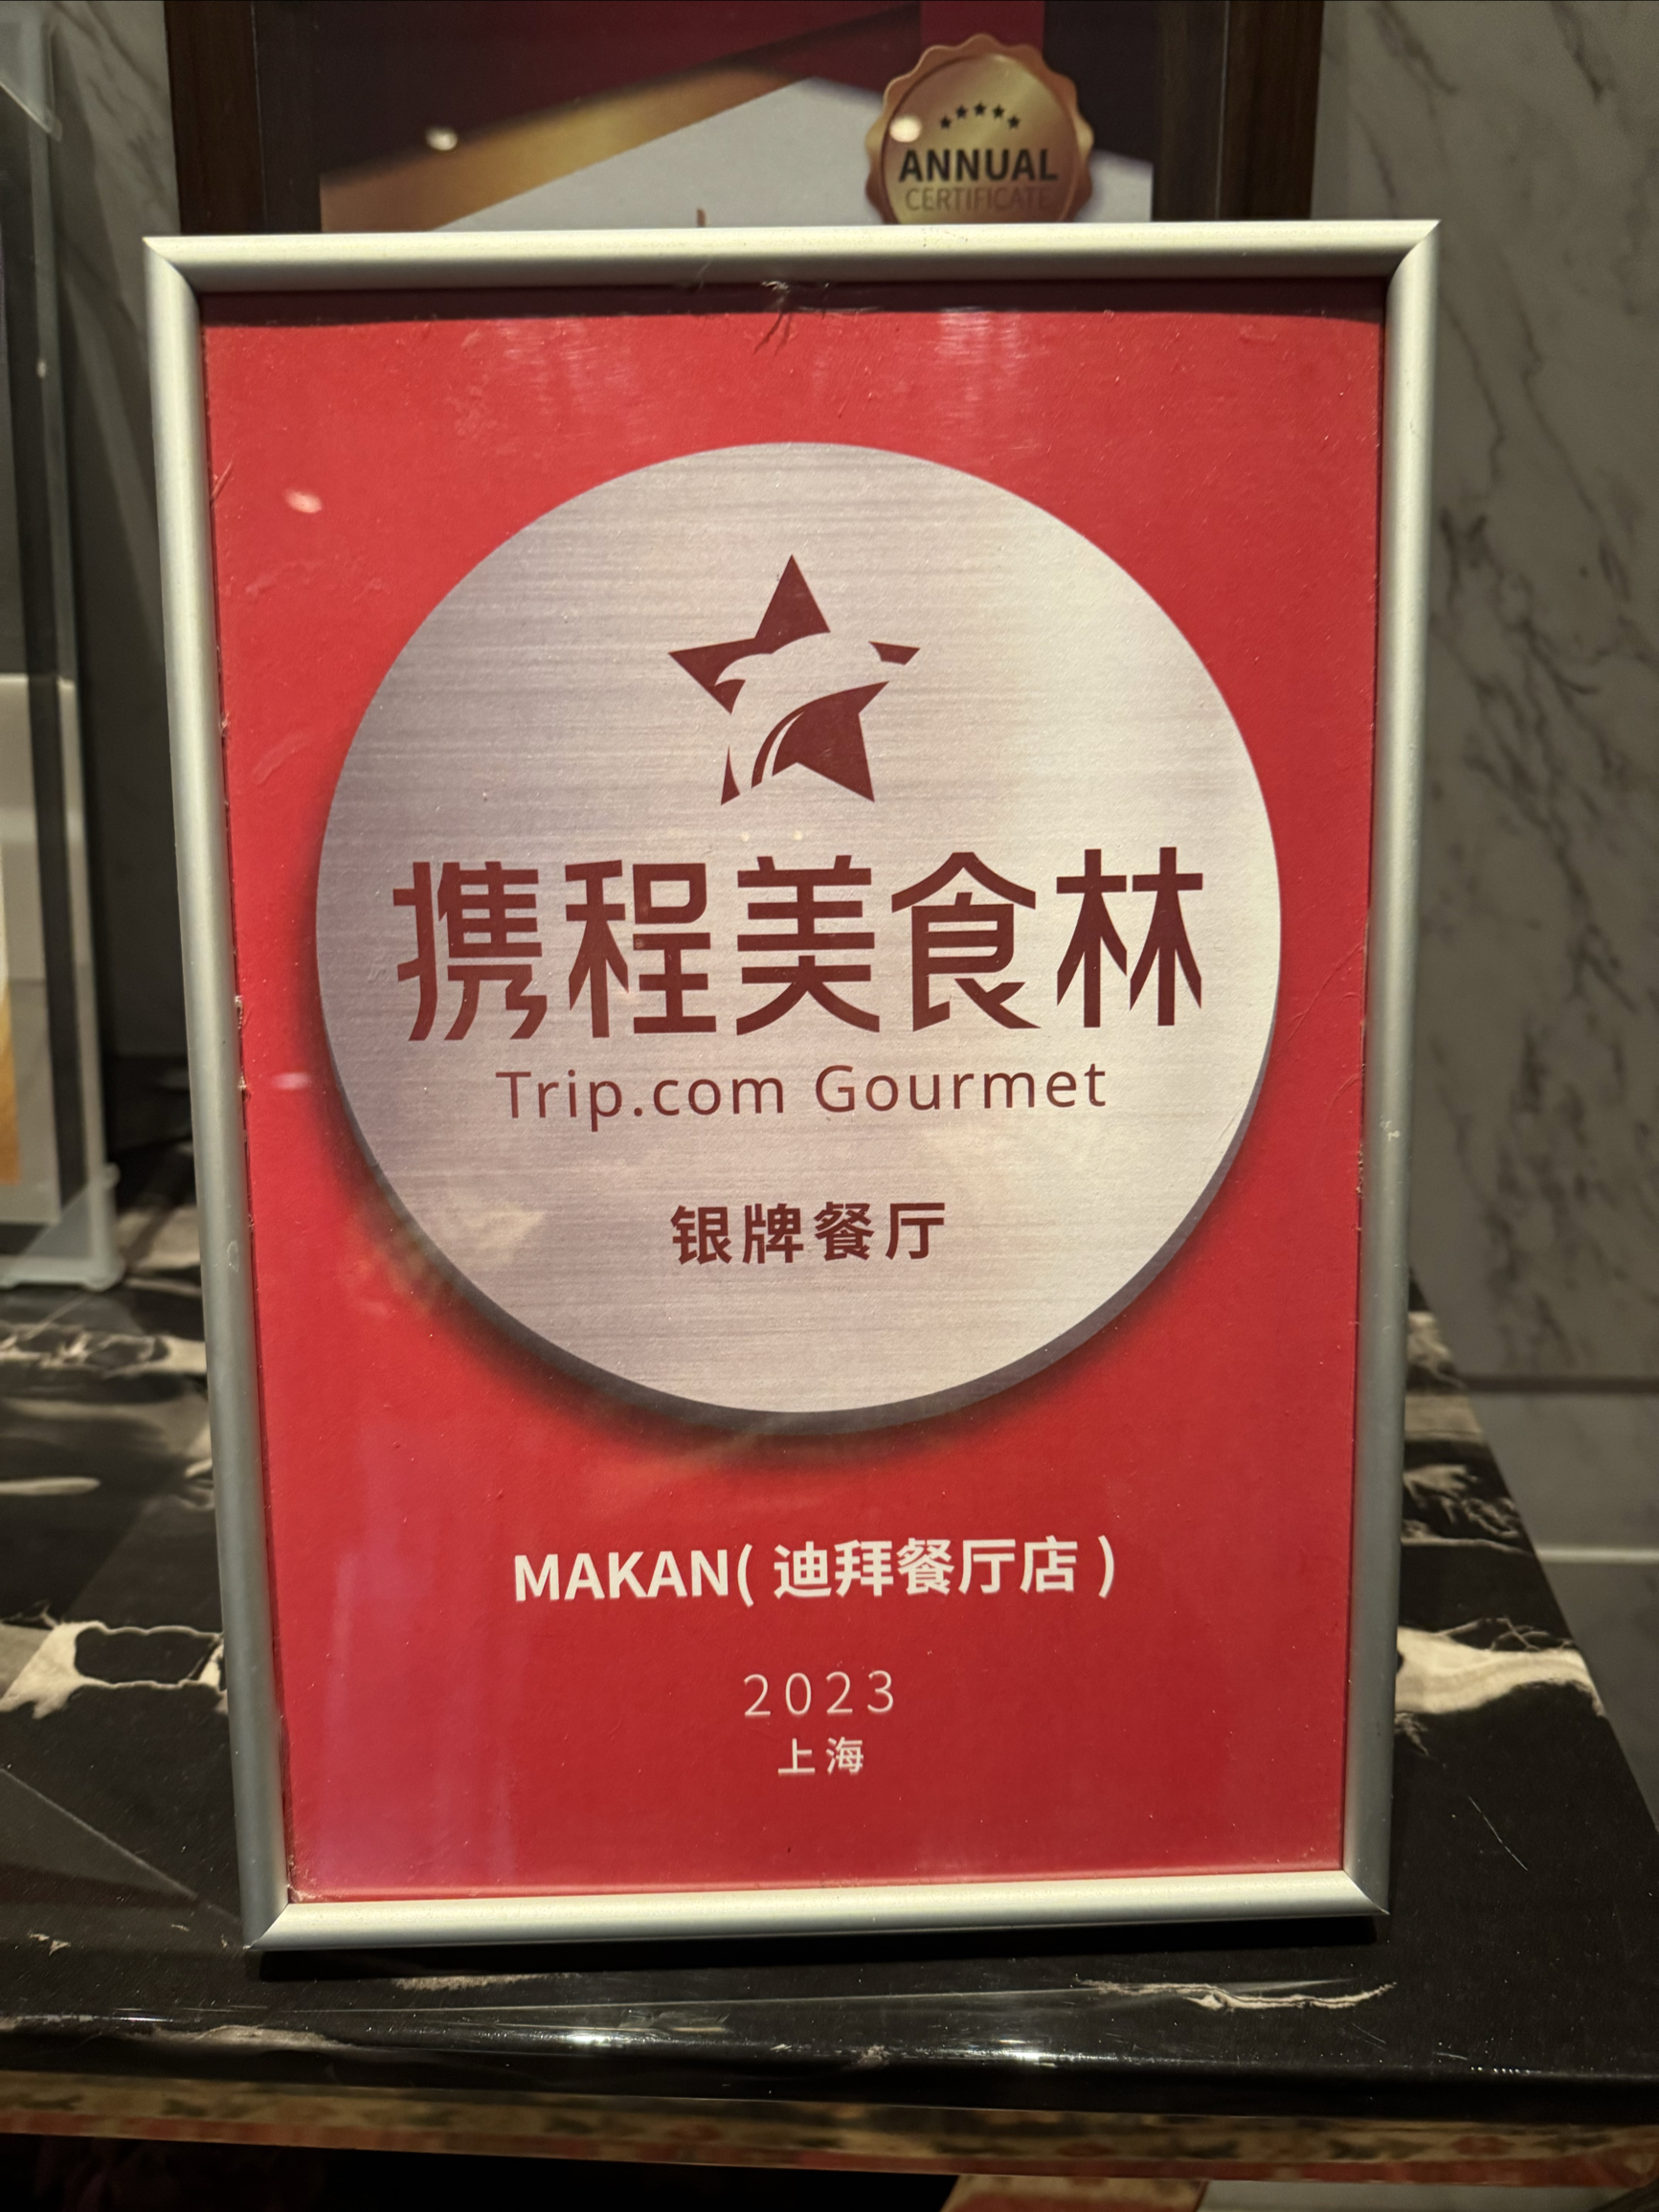 ANNUAL
CERTIFICATE
携程美食林
Trip.com Gourmet
银牌餐厅
MAKAN( 迪拜餐厅店 )
2023
上海